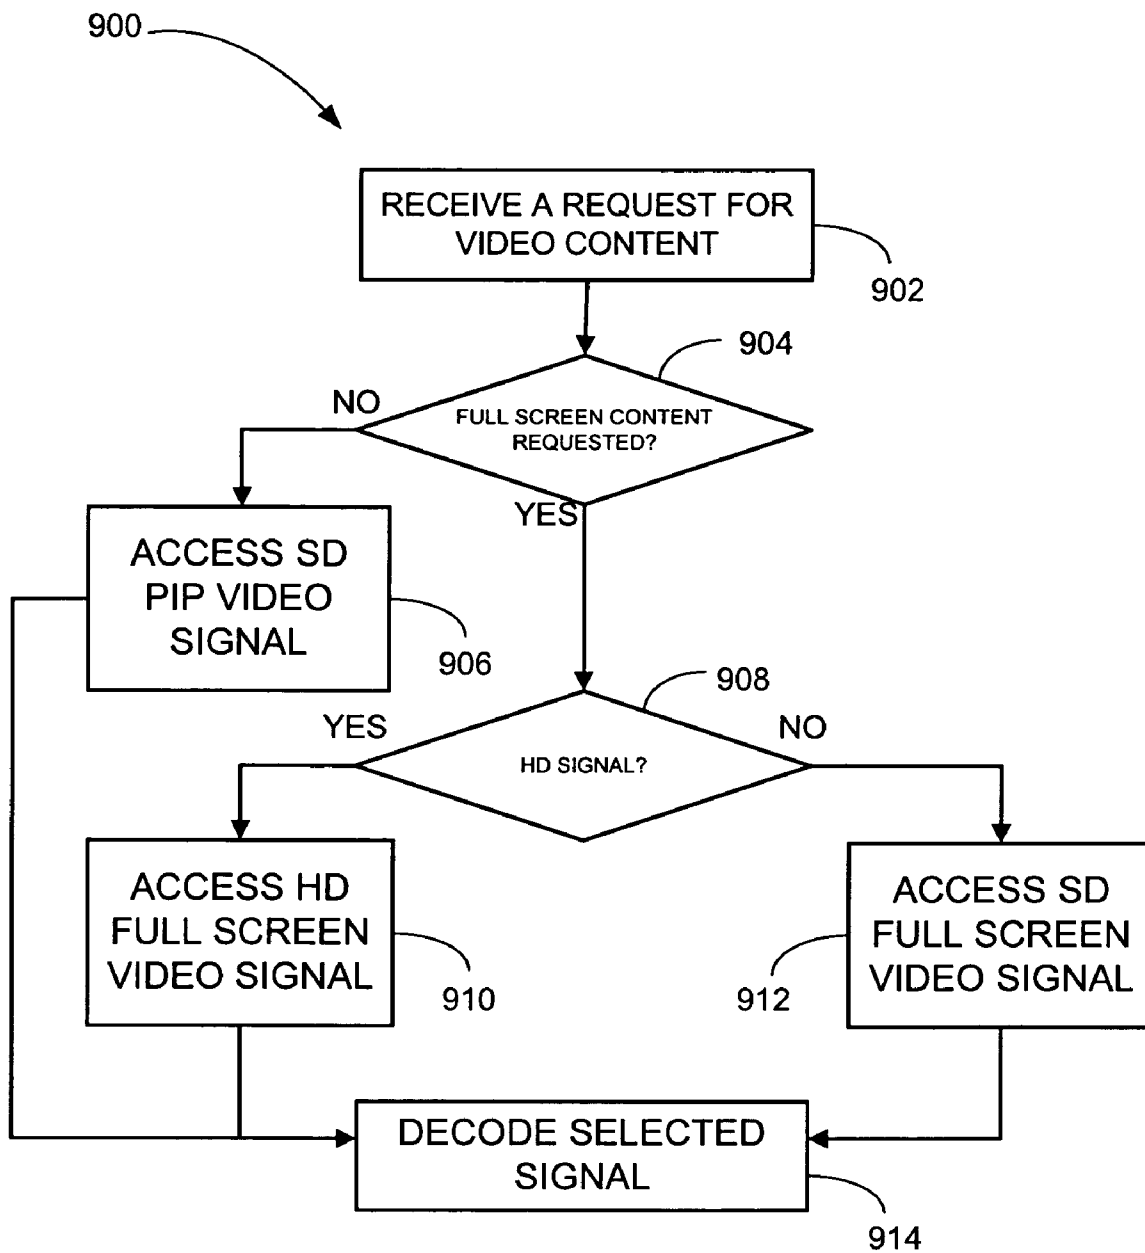 900
RECEIVE A REQUEST FOR
VIDEO CONTENT
902
904
FULL SCREEN CONTENT
REQUESTED?
NO
YES
ACCESS SD
PIP VIDEO
SIGNAL
906
908
HD SIGNAL?
YES
NO
ACCESS HD
FULL SCREEN
VIDEO SIGNAL
910
ACCESS SD
FULL SCREEN
VIDEO SIGNAL
912
DECODE SELECTED
SIGNAL
914